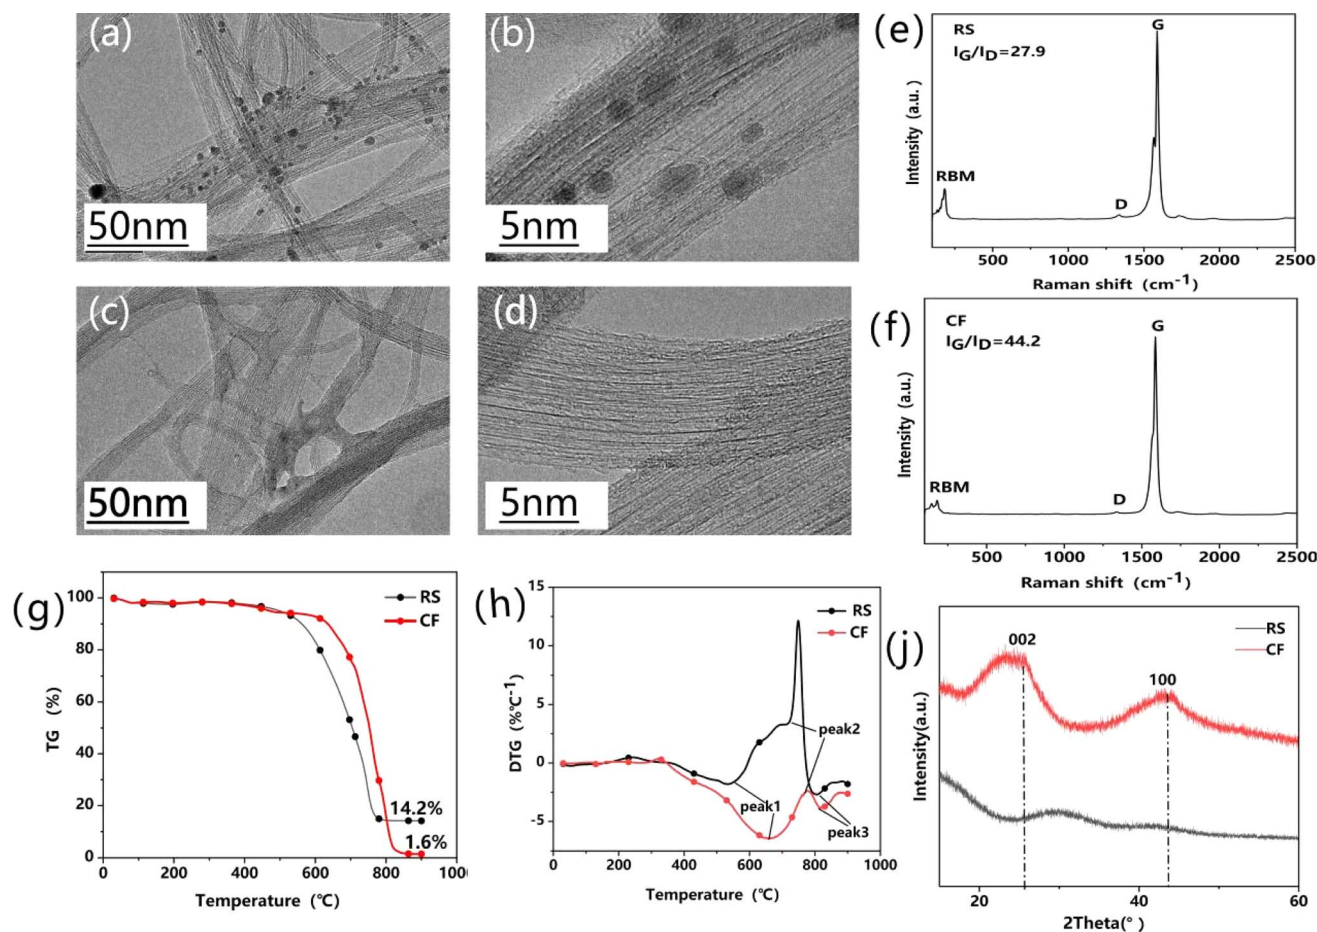 (a)
50nm
(b)
5nm
(c)
50nm
(d)
5nm
(e)
RS
IG/ID=27.9
G
RBM
D
Intensity (a.u.)
500 1000 1500 2000 2500
Raman shift (cm-1)
(f)
CF
IG/ID=44.2
G
RBM
D
Intensity (a.u.)
500 1000 1500 2000 2500
Raman shift (cm-1)
(g)
RS
CF
100
80
60
40
20
0
TG (%)
14.2%
1.6%
0 200 400 600 800 1000
Temperature (℃)
(h)
RS
CF
15
10
5
0
-5
DTG (%℃-1)
peak2
peak1
peak3
0 200 400 600 800 1000
Temperature (℃)
(j)
RS
CF
002
100
Intensity(a.u.)
20 40 60
2Theta(°)